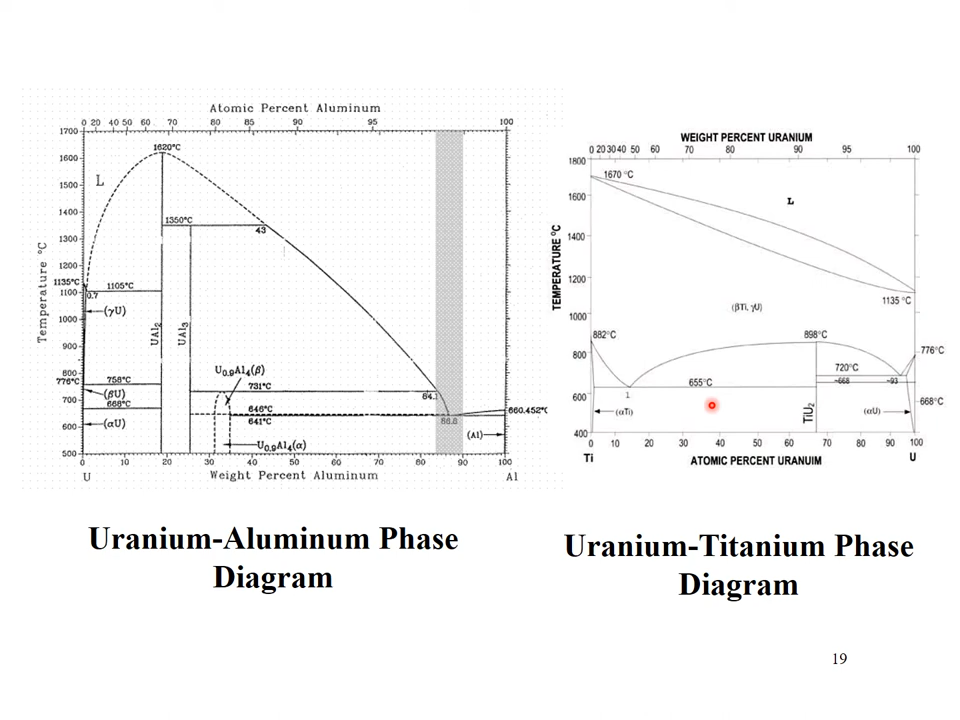 Atomic Percent Aluminum
0 20 40 50 60 70 80 85 90 95 100
1700
1620°C
1600
L
1500
1400
1350°C
43
1300
Temperature °C
1200
1135°C
1105°C
1100
0.7
(γU)
1000
UAl2
UAl3
900
U0.9Al4(β)
800
776°C
758°C
731°C
(βU)
700
668°C
646°C
660.452°C
641°C
86.8
600
(αU)
(Al)
U0.9Al4(α)
500
0 10 20 30 40 50 60 70 80 90 100
U
Weight Percent Aluminum
Al
WEIGHT PERCENT URANIUM
0 20 30 40 50 60 70 80 92 95 100
1800
1670 °C
1600
L
1400
TEMPERATURE °C
1200
1135 °C
(βTi, γU)
1000
882°C
898°C
800
776°C
720°C
655°C
~668
~93
600
668°C
1
(αTi)
TiU2
(αU)
400
0 10 20 30 40 50 60 70 80 90 100
Ti
ATOMIC PERCENT URANUIM
U
Uranium-Aluminum Phase
Diagram
Uranium-Titanium Phase
Diagram
19